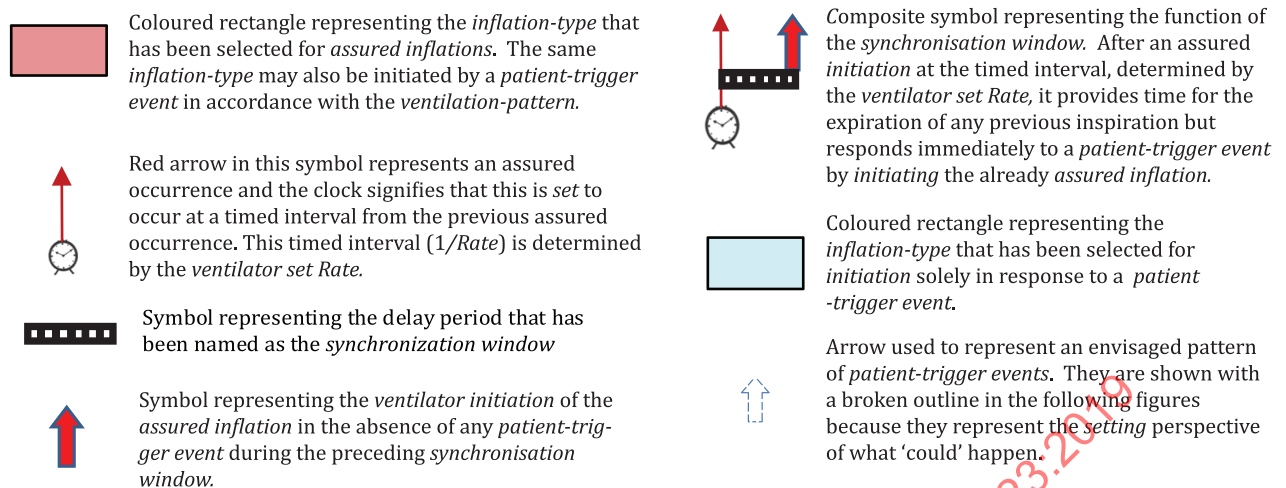 Coloured rectangle representing the inflation-type that
has been selected for assured inflations. The same
inflation-type may also be initiated by a patient-trigger
event in accordance with the ventilation-pattern.
Red arrow in this symbol represents an assured
occurrence and the clock signifies that this is set to
occur at a timed interval from the previous assured
occurrence. This timed interval (1/Rate) is determined
by the ventilator set Rate.
Symbol representing the delay period that has
been named as the synchronization window
Symbol representing the ventilator initiation of the
assured inflation in the absence of any patient-trig-
ger event during the preceding synchronisation
window.
Composite symbol representing the function of
the synchronisation window. After an assured
initiation at the timed interval, determined by
the ventilator set Rate, it provides time for the
expiration of any previous inspiration but
responds immediately to a patient-trigger event
by initiating the already assured inflation.
Coloured rectangle representing the
inflation-type that has been selected for
initiation solely in response to a patient
-trigger event.
Arrow used to represent an envisaged pattern
of patient-trigger events. They are shown with
a broken outline in the following figures
because they represent the setting perspective
of what ‘could’ happen.
23:2019